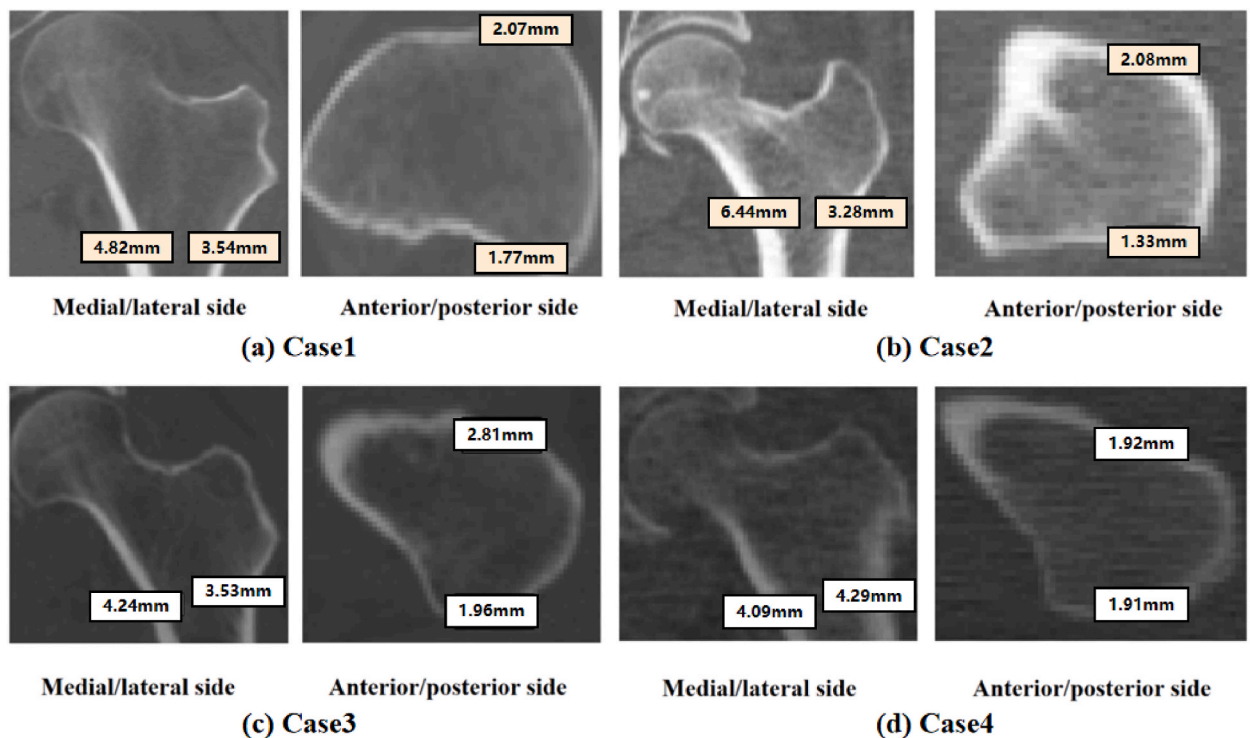 2.07mm
4.82mm 3.54mm 1.77mm
Medial/lateral side Anterior/posterior side
(a) Case1
2.08mm
6.44mm 3.28mm 1.33mm
Medial/lateral side Anterior/posterior side
(b) Case2
2.81mm
4.24mm 3.53mm 1.96mm
Medial/lateral side Anterior/posterior side
(c) Case3
1.92mm
4.09mm 4.29mm 1.91mm
Medial/lateral side Anterior/posterior side
(d) Case4